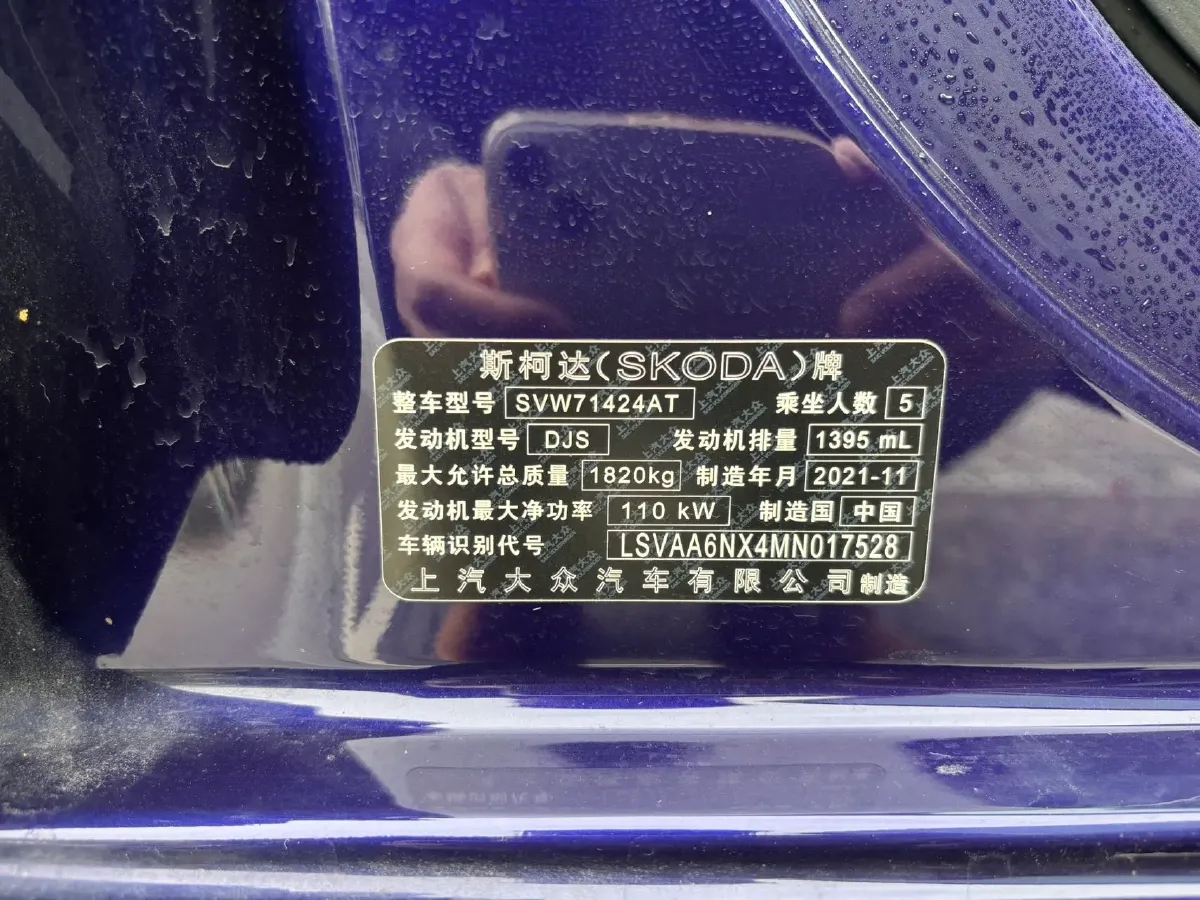 斯柯达(SKODA)牌
整车型号 SVW71424AT 乘坐人数 5
发动机型号 DJS 发动机排量 1395 mL
最大允许总质量 1820kg 制造年月 2021-11
发动机最大净功率 110 kW 制造国 中国
车辆识别代号 LSVAA6NX4MN017528
上汽大众汽车有限公司制造